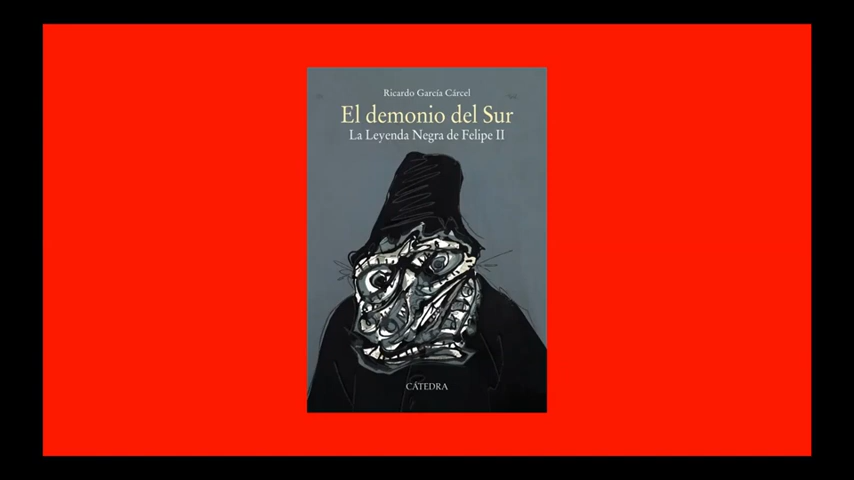 Ricardo García Cárcel
El demonio del Sur
La Leyenda Negra de Felipe II
CÁTEDRA